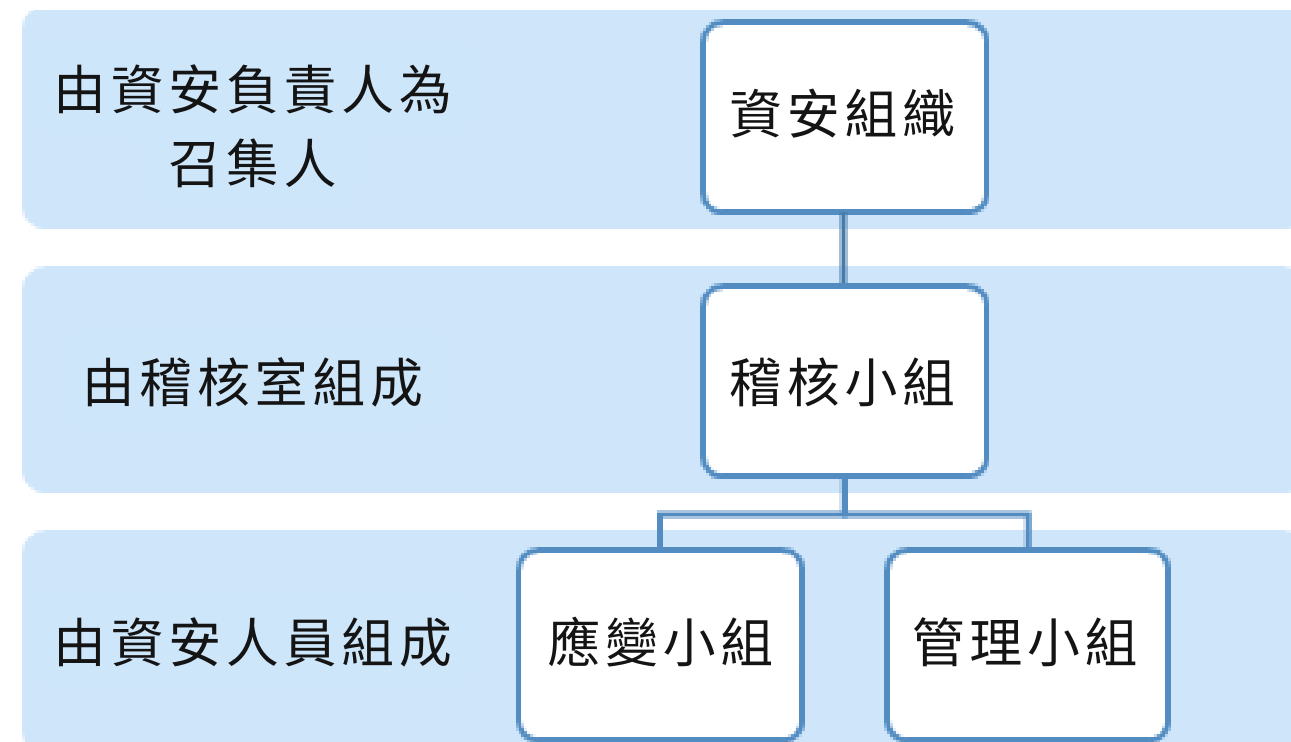 由資安負責人為
召集人
資安組織
由稽核室組成
稽核小組
由資安人員組成
應變小組
管理小組